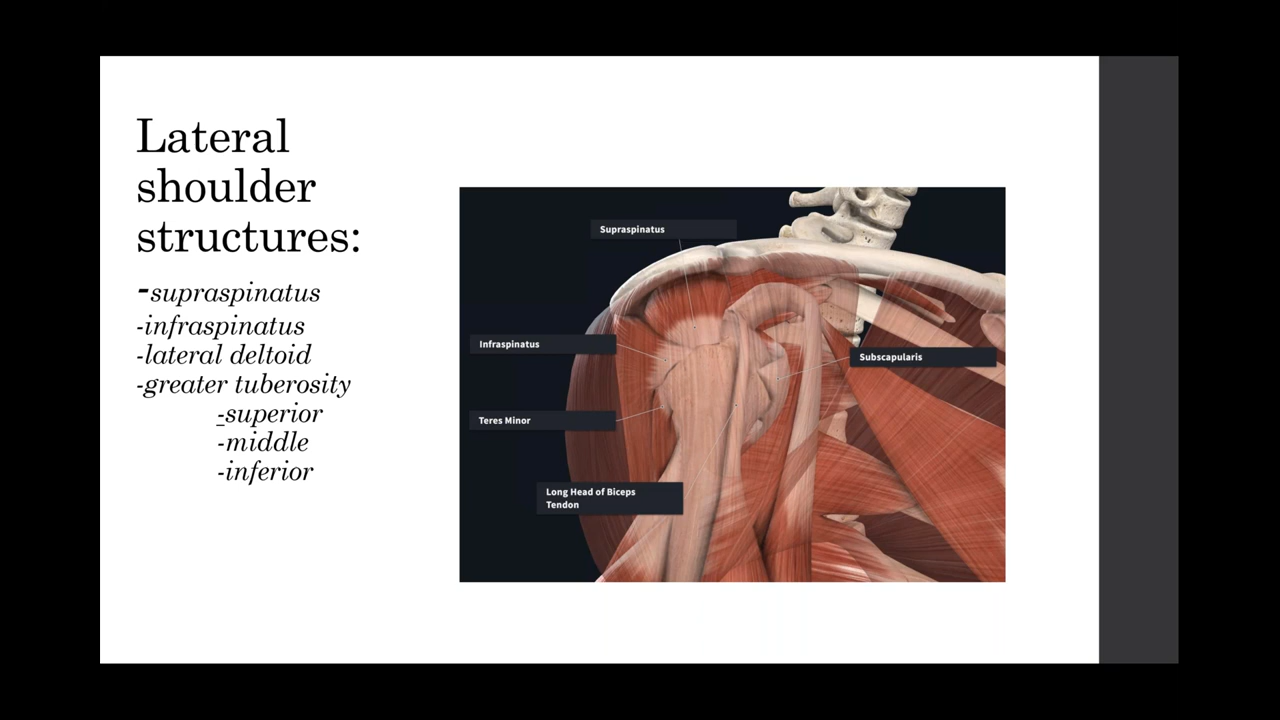 Lateral
shoulder
structures:
-supraspinatus
-infraspinatus
-lateral deltoid
-greater tuberosity
-superior
-middle
-inferior
Supraspinatus
Infraspinatus
Subscapularis
Teres Minor
Long Head of Biceps
Tendon